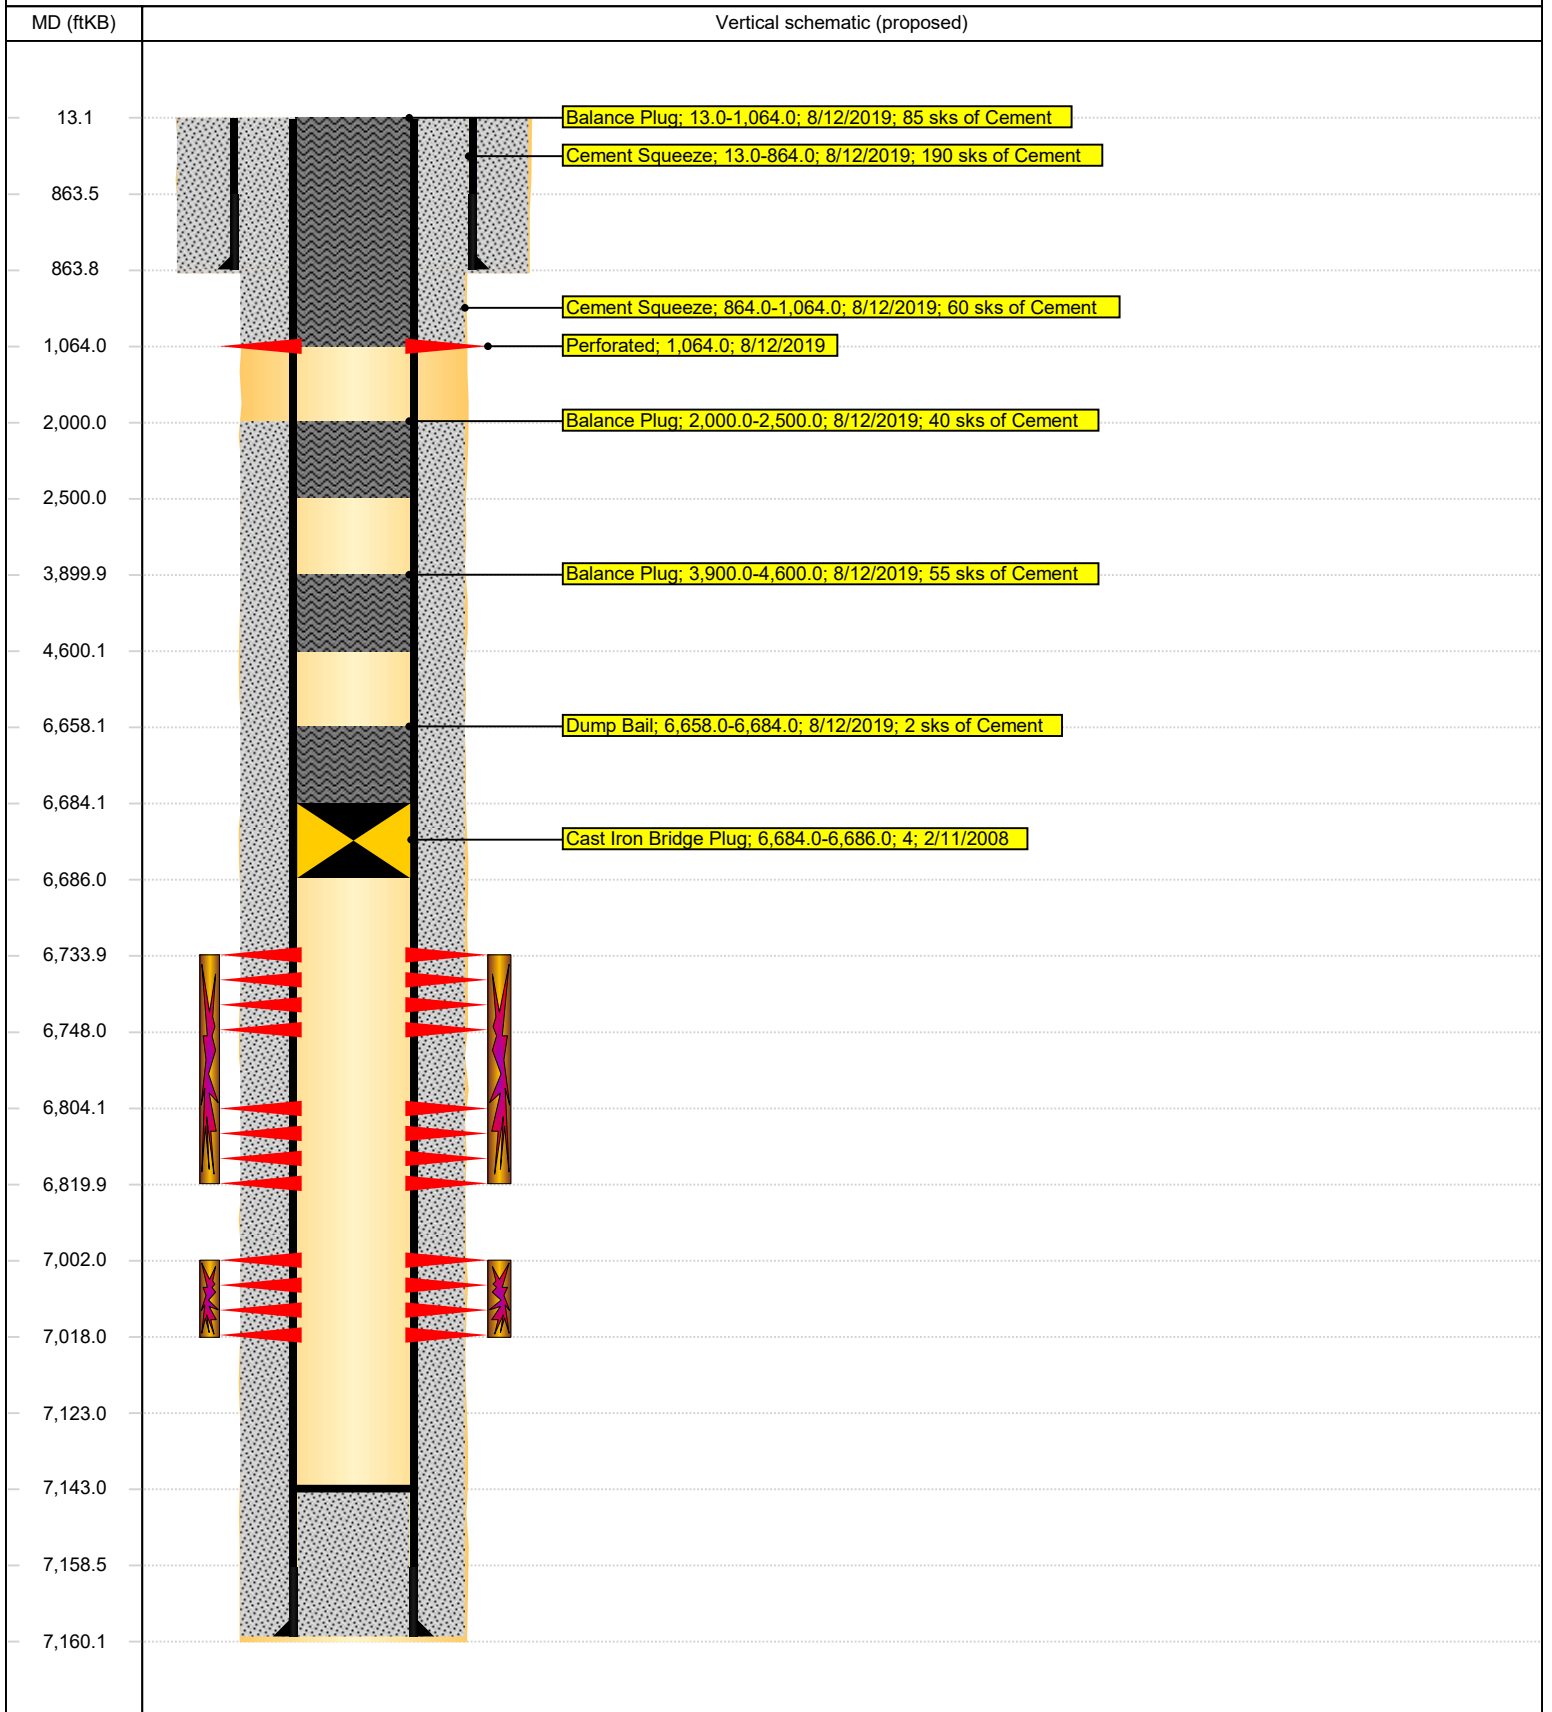 MD (ftKB)
Vertical schematic (proposed)
13.1
Balance Plug; 13.0-1,064.0; 8/12/2019; 85 sks of Cement
Cement Squeeze; 13.0-864.0; 8/12/2019; 190 sks of Cement
863.5
863.8
Cement Squeeze; 864.0-1,064.0; 8/12/2019; 60 sks of Cement
1,064.0
Perforated; 1,064.0; 8/12/2019
2,000.0
Balance Plug; 2,000.0-2,500.0; 8/12/2019; 40 sks of Cement
2,500.0
3,899.9
Balance Plug; 3,900.0-4,600.0; 8/12/2019; 55 sks of Cement
4,600.1
6,658.1
Dump Bail; 6,658.0-6,684.0; 8/12/2019; 2 sks of Cement
6,684.1
Cast Iron Bridge Plug; 6,684.0-6,686.0; 4; 2/11/2008
6,686.0
6,733.9
6,748.0
6,804.1
6,819.9
7,002.0
7,018.0
7,123.0
7,143.0
7,158.5
7,160.1